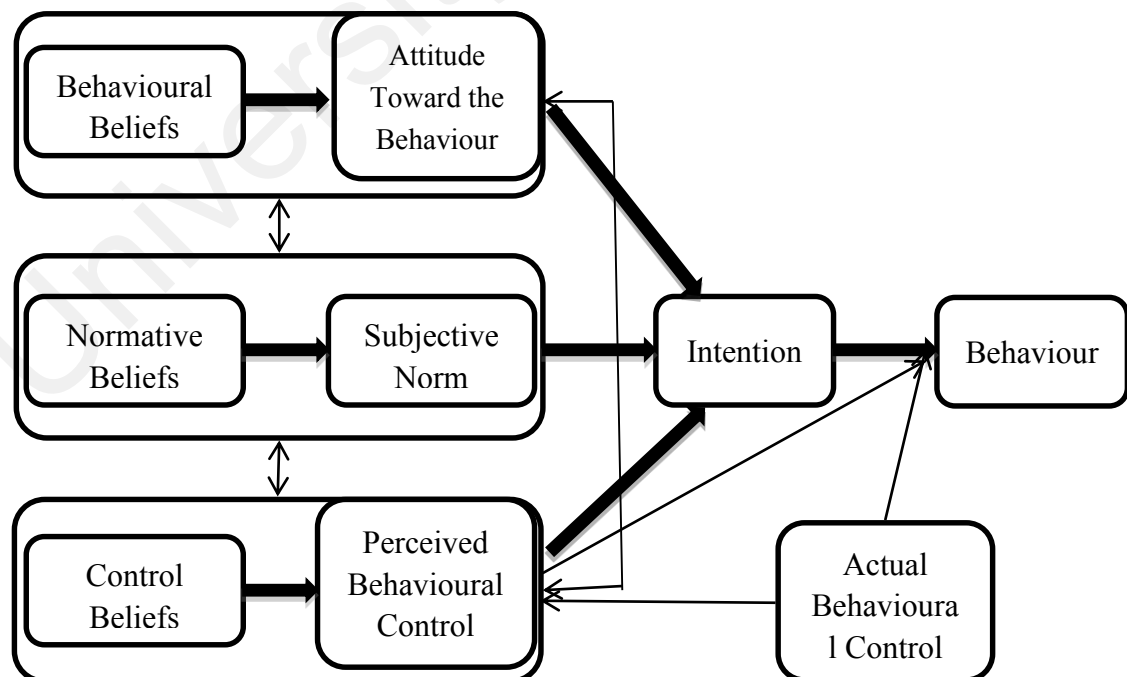 Behavioural
Beliefs
Attitude
Toward the
Behaviour
Normative
Beliefs
Subjective
Norm
Intention
Behaviour
Control
Beliefs
Perceived
Behavioural
Control
Actual
Behavioura
l Control
Universi